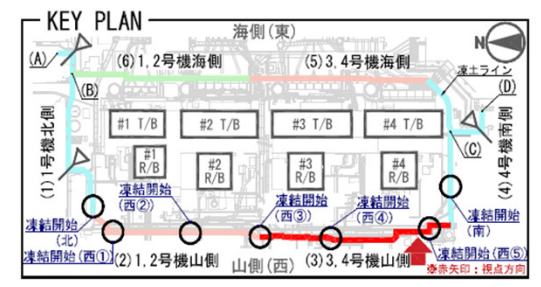 KEY PLAN
海側(東)
N
(A)
(6)1,2号機海側
(5)3,4号機海側
凍土ライン
(B)
(D)
#1 T/B
#2 T/B
#3 T/B
#4 T/B
(C)
(1)1号機北側
(4)4号機南側
#1
R/B
#2
R/B
#3
R/B
#4
R/B
凍結開始
(西②)
凍結開始
(西③)
凍結開始
(西④)
凍結開始
(北)
凍結開始
(南)
凍結開始(西①)
(2)1,2号機山側
山側(西)
(3)3,4号機山側
凍結開始(西⑤)
※赤矢印:視点方向